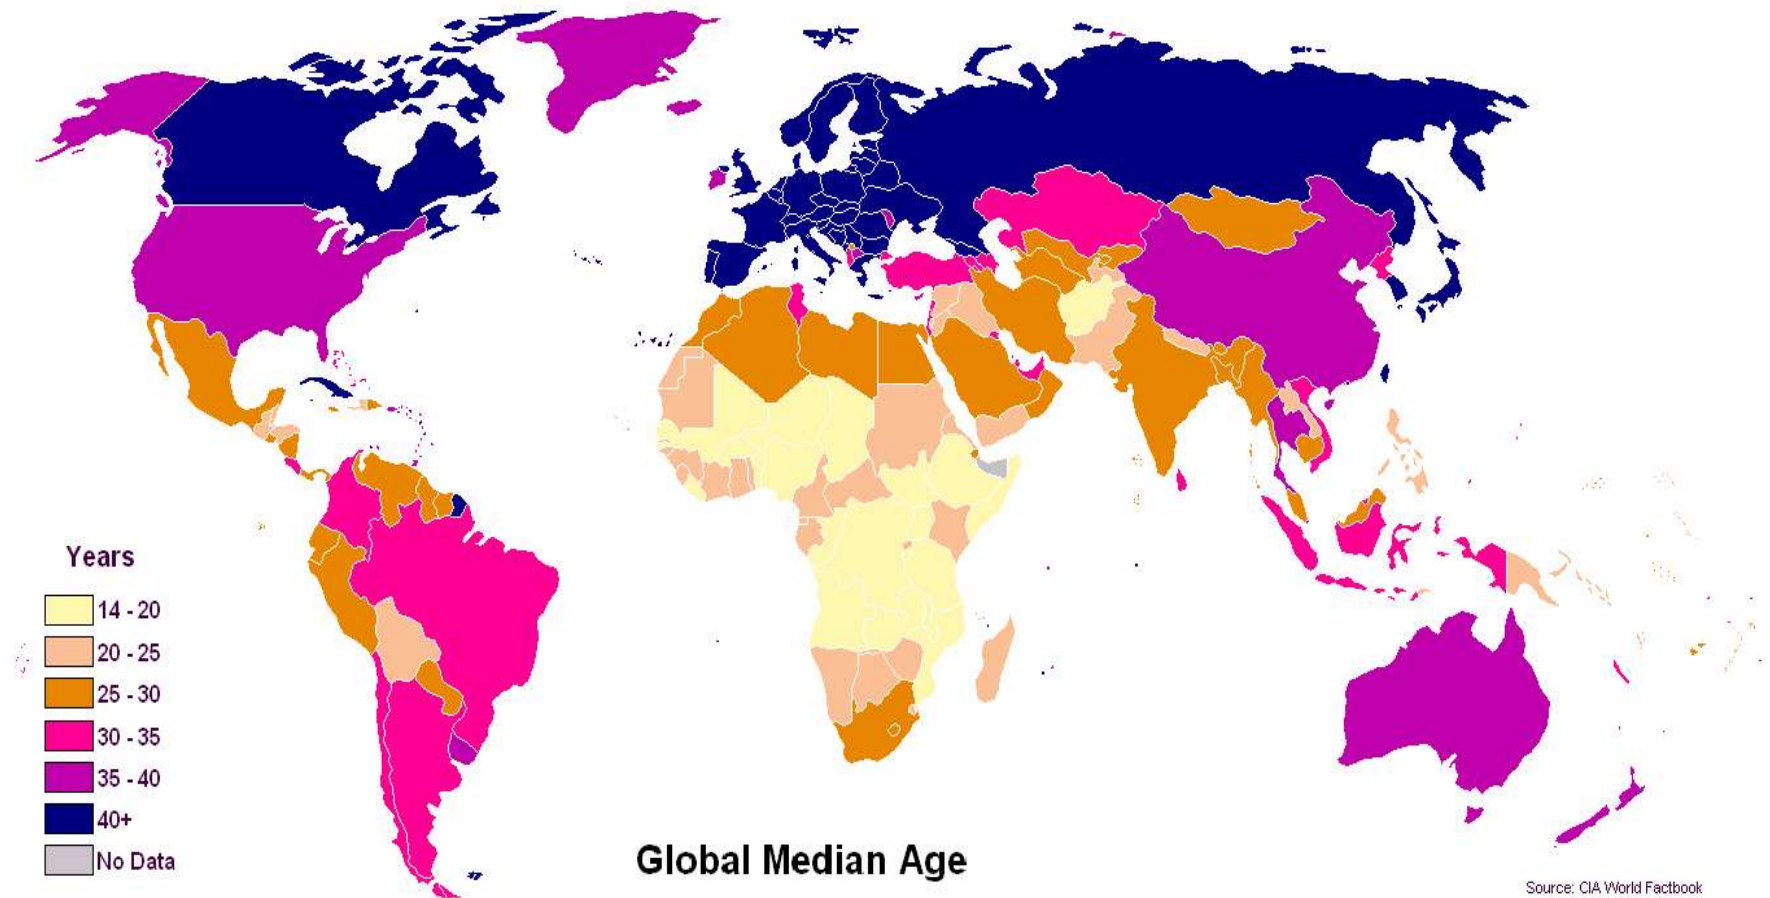 Years
14 - 20
20 - 25
25 - 30
30 - 35
35 - 40
40+
No Data
Global Median Age
Source: CIA World Factbook